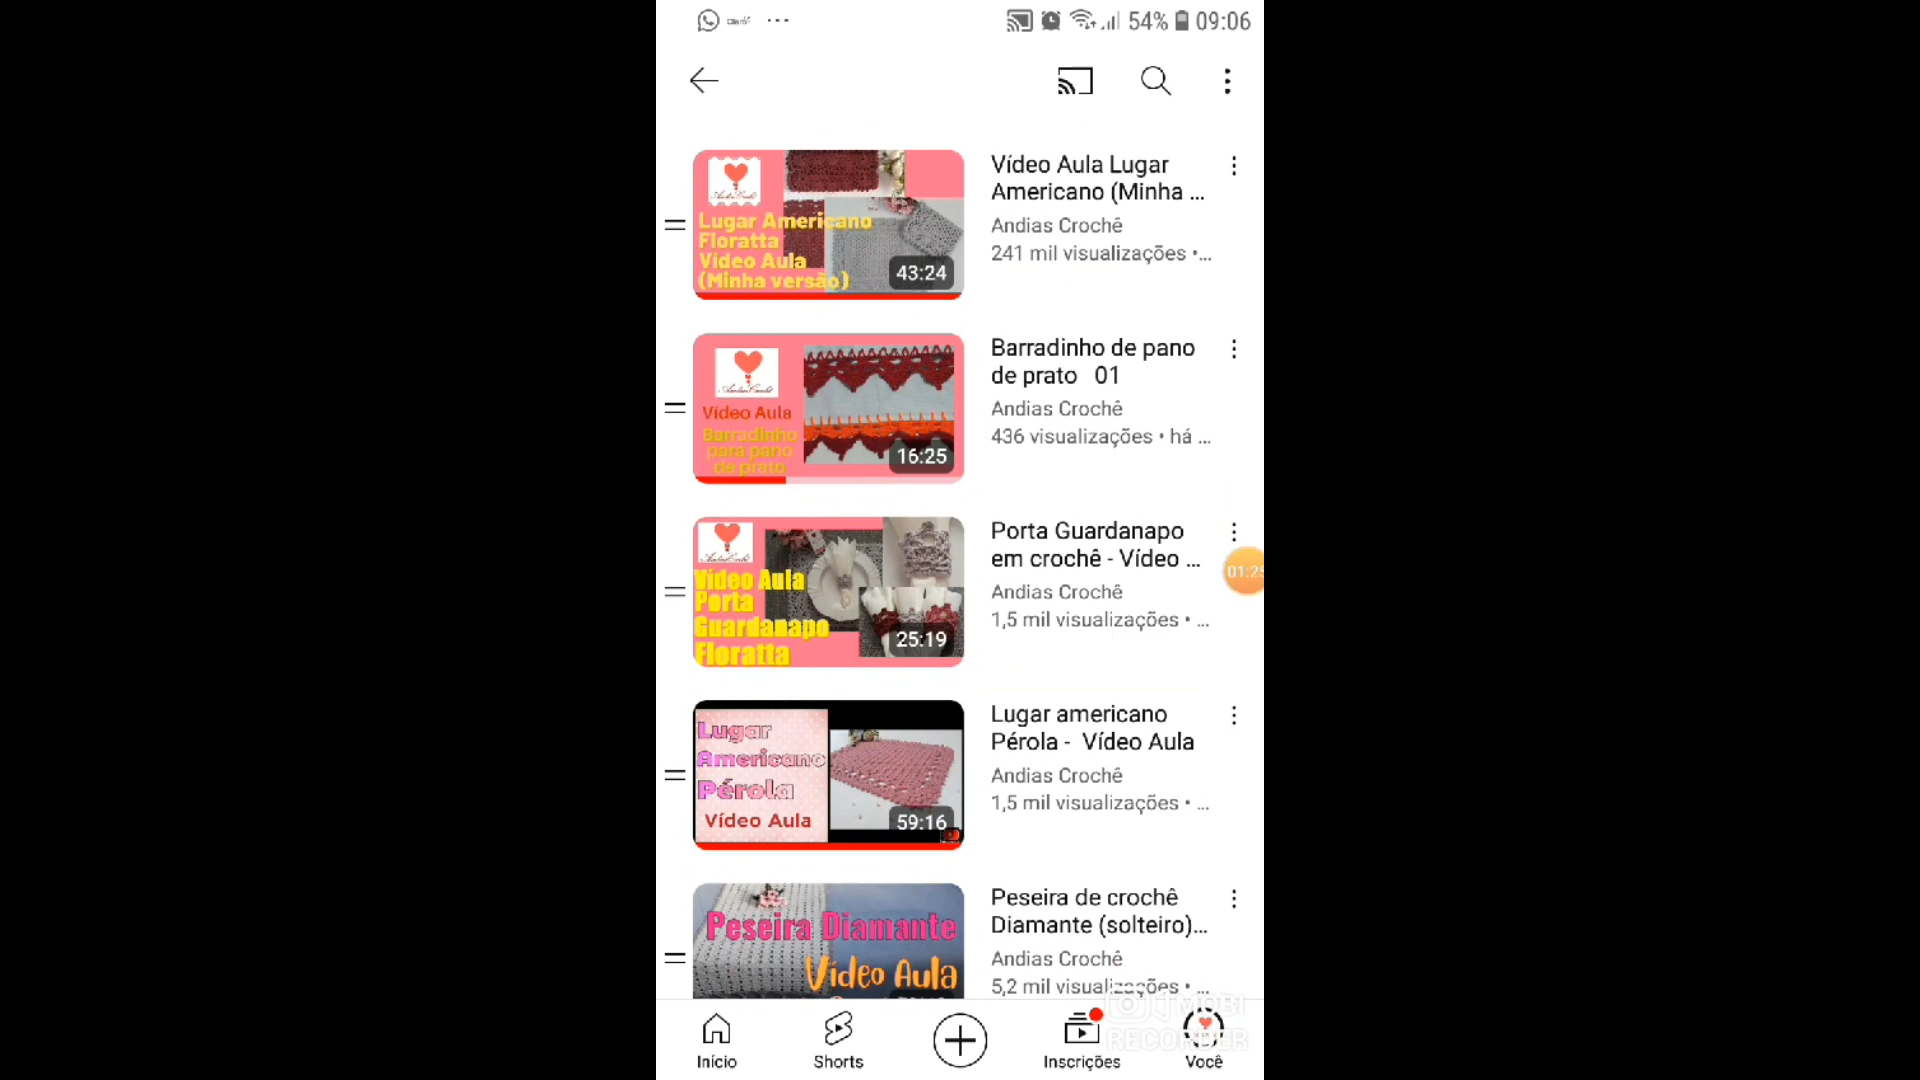 54% 09:06
Lugar Americano
Floratta
Vídeo Aula
(Minha versão)
43:24
Vídeo Aula Lugar
Americano (Minha ...
Andias Crochê
241 mil visualizações •...
Vídeo Aula
Barradinho
para pano
de prato
16:25
Barradinho de pano
de prato 01
Andias Crochê
436 visualizações • há ...
Vídeo Aula
Porta
Guardanapo
Floratta
25:19
Porta Guardanapo
em crochê - Vídeo ...
Andias Crochê
1,5 mil visualizações • ...
01:25
Lugar
Americano
Pérola
Vídeo Aula
59:16
Lugar americano
Pérola - Vídeo Aula
Andias Crochê
1,5 mil visualizações • ...
Peseira Diamante
Vídeo Aula
Peseira de crochê
Diamante (solteiro)...
Andias Crochê
5,2 mil visualizações • ...
MOBI
RECORDER
Início
Shorts
Inscrições
Você